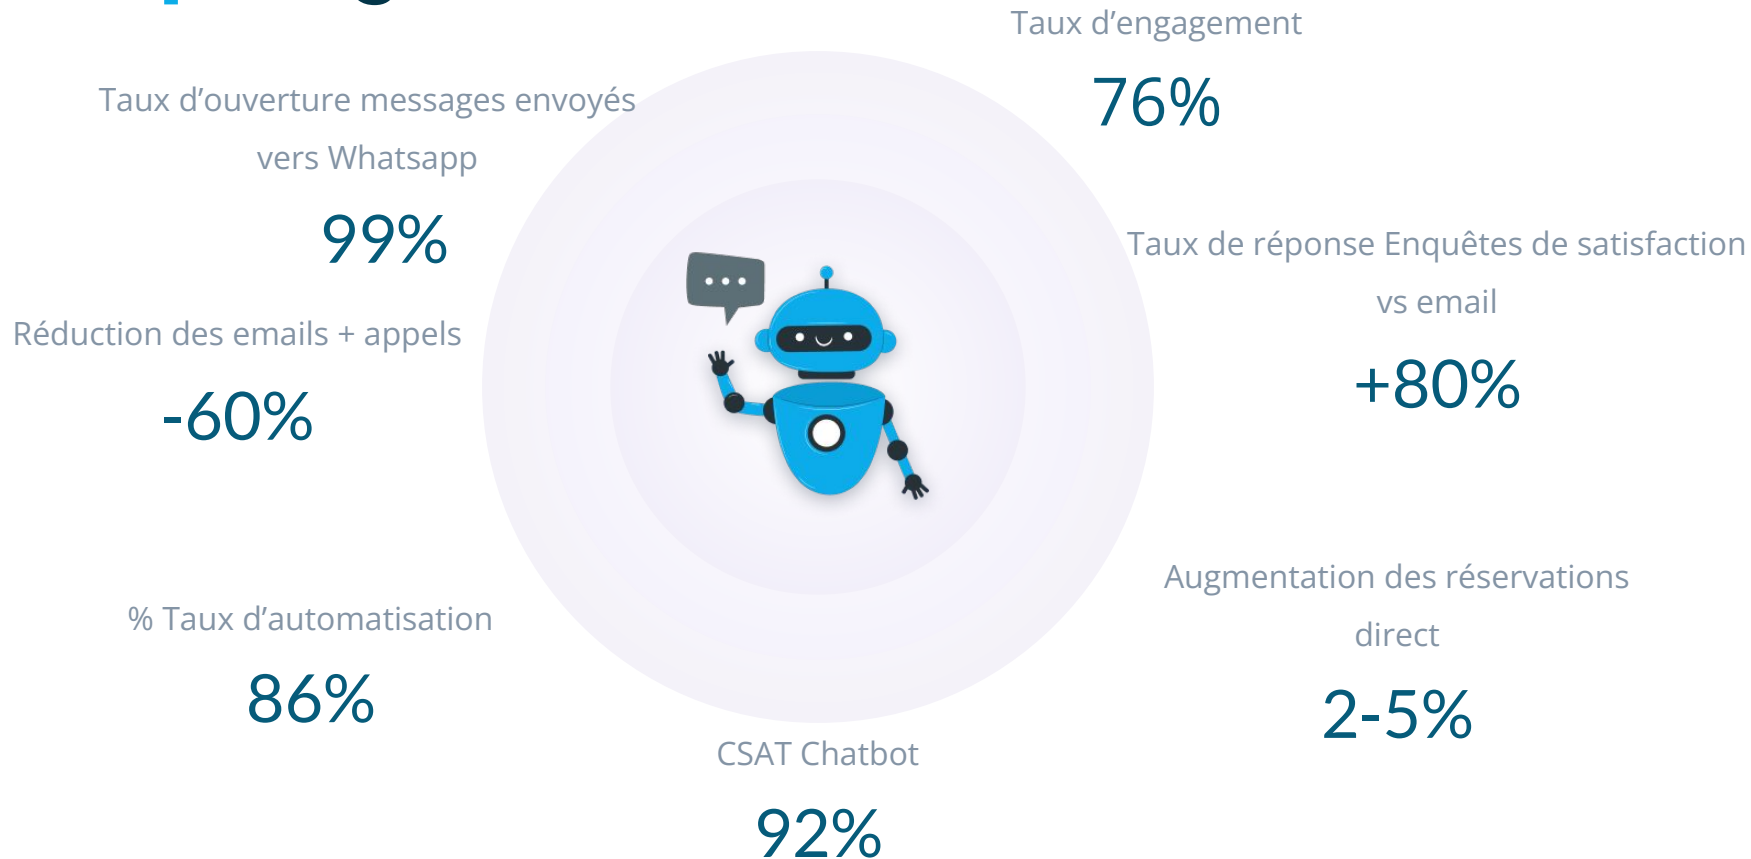 Taux d’engagement
76%
Taux d’ouverture messages envoyés
vers Whatsapp
99%
Taux de réponse Enquêtes de satisfaction
vs email
+80%
Réduction des emails + appels
-60%
Augmentation des réservations
direct
2-5%
% Taux d’automatisation
86%
CSAT Chatbot
92%